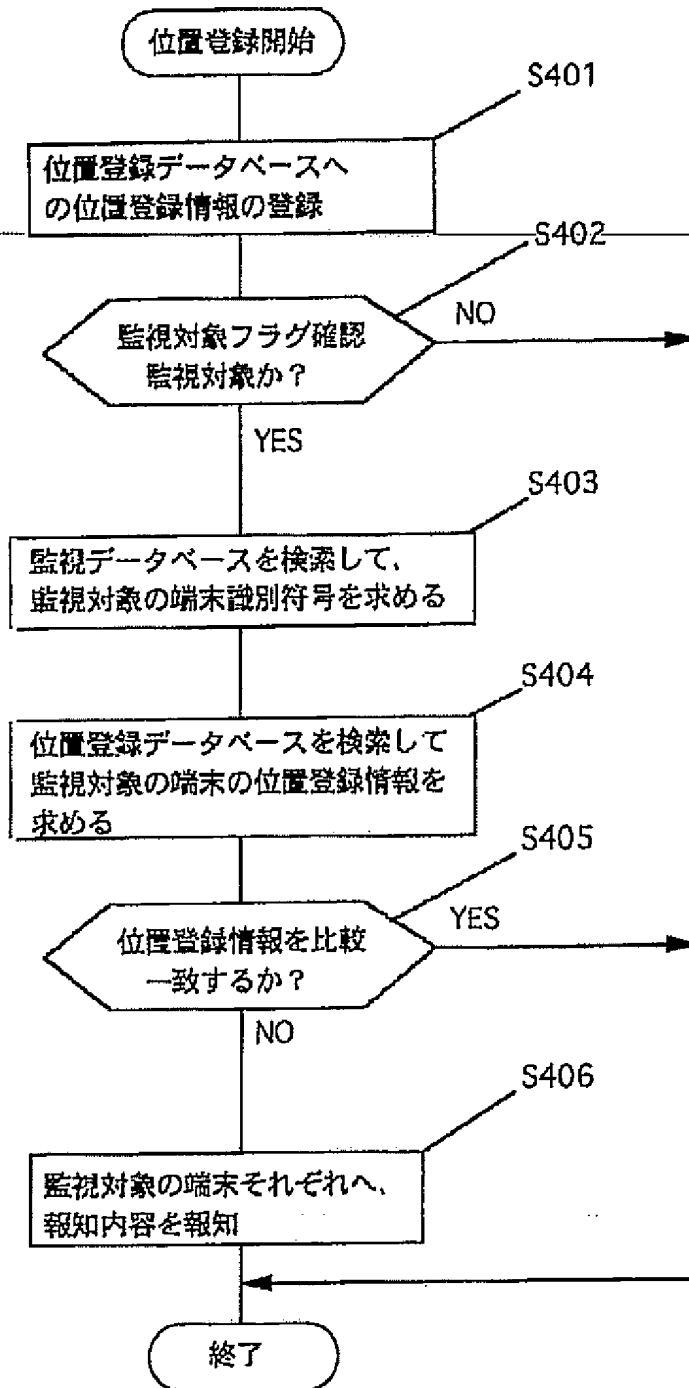 位置登録開始
S401
位置登録データベースへ
の位置登録情報の登録
S402
監視対象フラグ確認
監視対象か？
NO
YES
S403
監視データベースを検索して、
監視対象の端末識別符号を求める
S404
位置登録データベースを検索して
監視対象の端末の位置登録情報を
求める
S405
位置登録情報を比較
一致するか？
YES
NO
S406
監視対象の端末それぞれへ、
報知内容を報知
終了